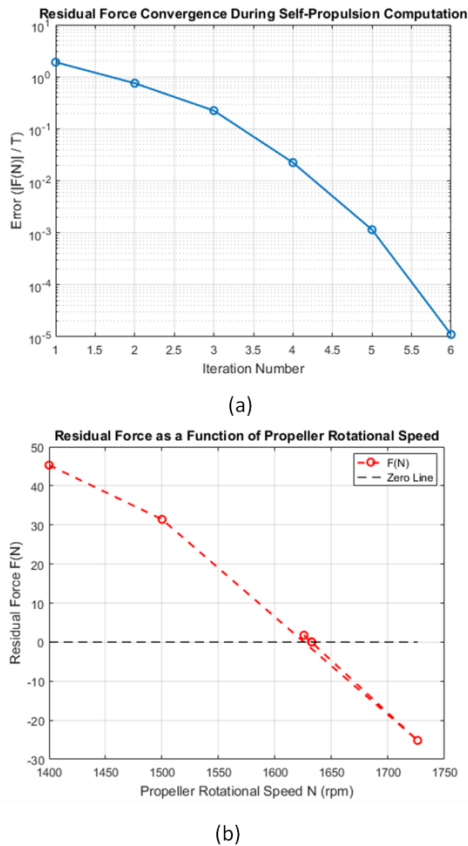 Residual Force Convergence During Self-Propulsion Computation
10^1
10^0
10^-1
10^-2
10^-3
10^-4
10^-5
Error (|F(N)| / T)
1 1.5 2 2.5 3 3.5 4 4.5 5 5.5 6
Iteration Number
(a)
Residual Force as a Function of Propeller Rotational Speed
F(N)
Zero Line
50
40
30
20
10
0
-10
-20
-30
Residual Force F(N)
1400 1450 1500 1550 1600 1650 1700 1750
Propeller Rotational Speed N (rpm)
(b)